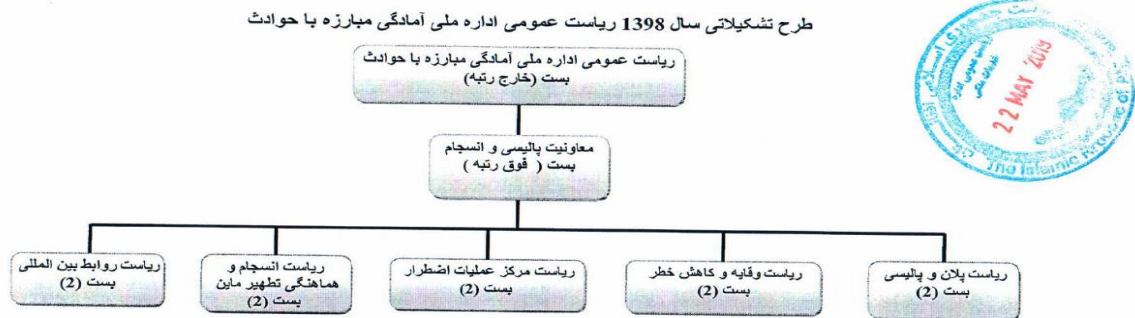 طرح تشکیلاتی سال 1398 ریاست عمومی اداره ملی آمادگی مبارزه با حوادث
ریاست عمومی اداره ملی آمادگی مبارزه با حوادث
بست (خارج رتبه)
معاونیت پالیسی و انسجام
بست ( فوق رتبه )
ریاست پلان و پالیسی
بست (2)
ریاست وقایه و کاهش خطر
بست (2)
ریاست مرکز عملیات اضطرار
بست (2)
ریاست انسجام و
هماهنگی تطهیر ماین
بست (2)
ریاست روابط بین المللی
بست (2)
22 MAY 2019
The Islamic